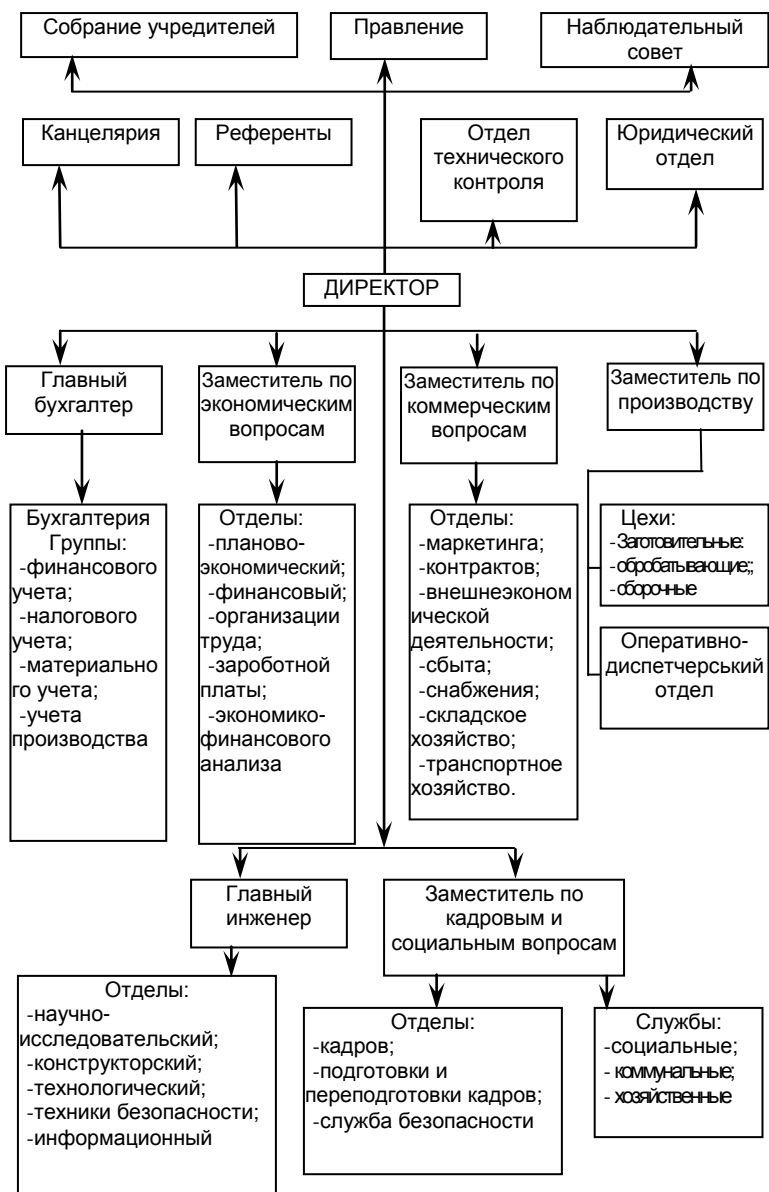 Собрание учредителей
Правление
Наблюдательный
совет
Канцелярия
Референты
Отдел
технического
контроля
Юридический
отдел
ДИРЕКТОР
Главный
бухгалтер
Заместитель по
экономическим
вопросам
Заместитель по
коммерческим
вопросам
Заместитель по
производству
Бухгалтерия
Группы:
-финансового
учета;
-налогового
учета;
-материально
го учета;
-учета
производства
Отделы:
-планово-
экономический;
-финансовый;
-организации
труда;
-зароботной
платы;
-экономико-
финансового
анализа
Отделы:
-маркетинга;
-контрактов;
-внешнеэконом
ической
деятельности;
-сбыта;
-снабжения;
-складское
хозяйство;
-транспортное
хозяйство.
Цехи:
-Заготовительные:
-обробатывающие;;
-оборочные
Оперативно-
диспетчерський
отдел
Главный
инженер
Заместитель по
кадровым и
социальным вопросам
Отделы:
-научно-
исследовательский;
-конструкторский;
-технологический;
-техники безопасности;
-информационный
Отделы:
-кадров;
-подготовки и
переподготовки кадров;
-служба безопасности
Службы:
-социальные;
- коммунальные;
- хозяйственные